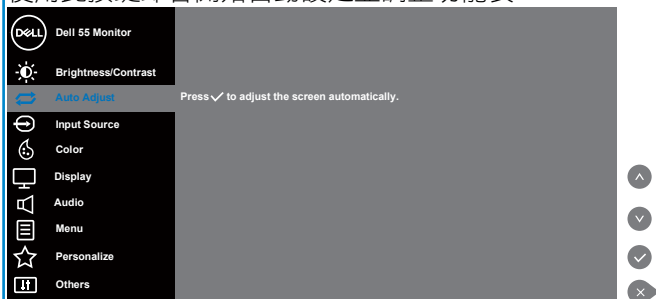 DELL Dell 55 Monitor
Brightness/Contrast
Auto Adjust Press to adjust the screen automatically.
Input Source
Color
Display
Audio
Menu
Personalize
Others